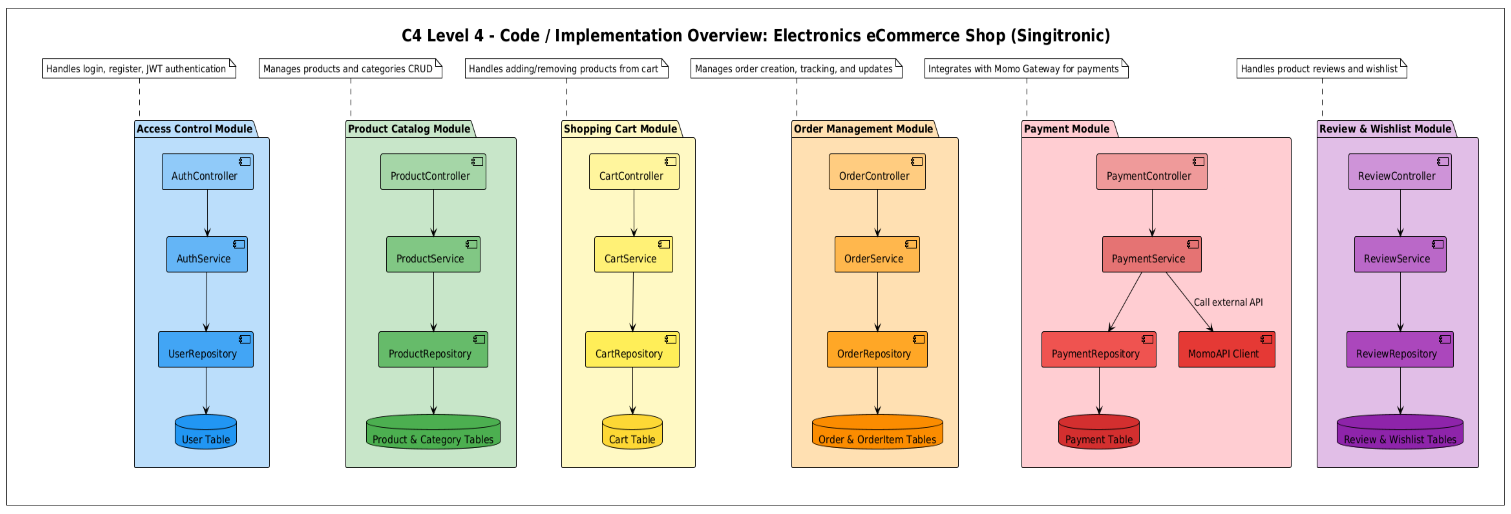 C4 Level 4 - Code / Implementation Overview: Electronics eCommerce Shop (Singitronic)
Handles login, register, JWT authentication
Manages products and categories CRUD
Handles adding/removing products from cart
Manages order creation, tracking, and updates
Integrates with Momo Gateway for payments
Handles product reviews and wishlist
Access Control Module
AuthController
AuthService
UserRepository
User Table
Product Catalog Module
ProductController
ProductService
ProductRepository
Product & Category Tables
Shopping Cart Module
CartController
CartService
CartRepository
Cart Table
Order Management Module
OrderController
OrderService
OrderRepository
Order & OrderItem Tables
Payment Module
PaymentController
PaymentService
Call external API
PaymentRepository
MomoAPI Client
Payment Table
Review & Wishlist Module
ReviewController
ReviewService
ReviewRepository
Review & Wishlist Tables